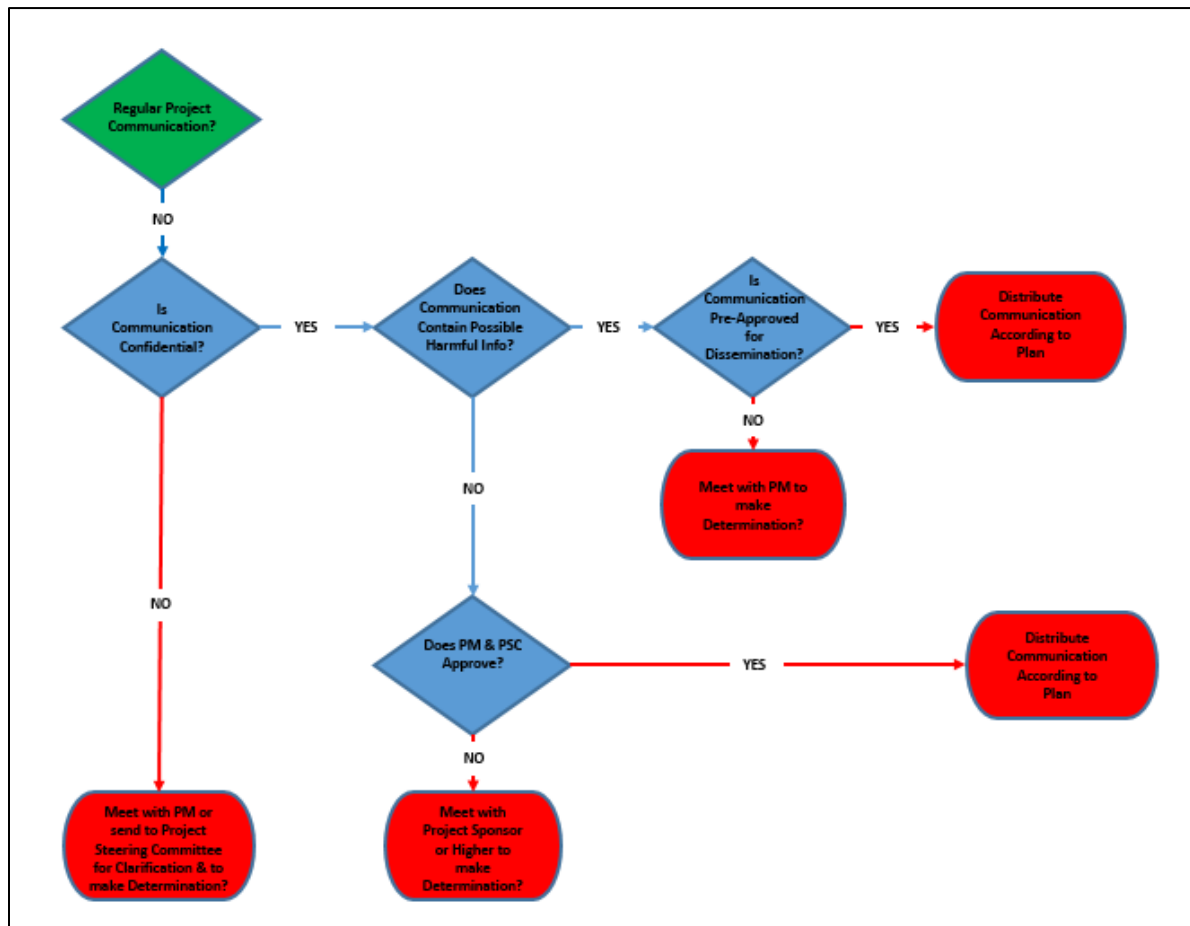 Regular Project
Communication?
NO
Is
Communication
Confidential?
YES
Does
Communication
Contain Possible
Harmful Info?
YES
Is
Communication
Pre-Approved
for
Dissemination?
YES
Distribute
Communication
According to
Plan
NO
Meet with PM to
make
Determination?
NO
NO
Does PM & PSC
Approve?
YES
Distribute
Communication
According to
Plan
NO
Meet with PM or
send to Project
Steering Committee
for Clarification & to
make Determination?
Meet with
Project Sponsor
or Higher to
make
Determination?